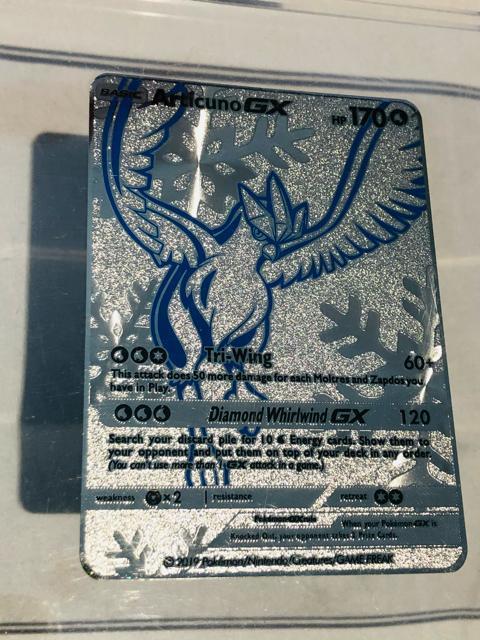 BASIC Articuno GX HP 170
Tri-Wing 60+
This attack does 50 more damage for each Moltres and Zapdos you
have in Play.
Diamond Whirlwind GX 120
Search your discard pile for 10 Energy cards. Show them to
your opponent and put them on top of your deck in any order.
(You can't use more than 1 GX attack in a game.)
weakness ×2 resistance retreat
Pokémon-GX rule When your Pokémon-GX is
Knocked Out, your opponent takes 2 Prize Cards.
©2019 Pokémon/Nintendo/Creatures/GAME FREAK